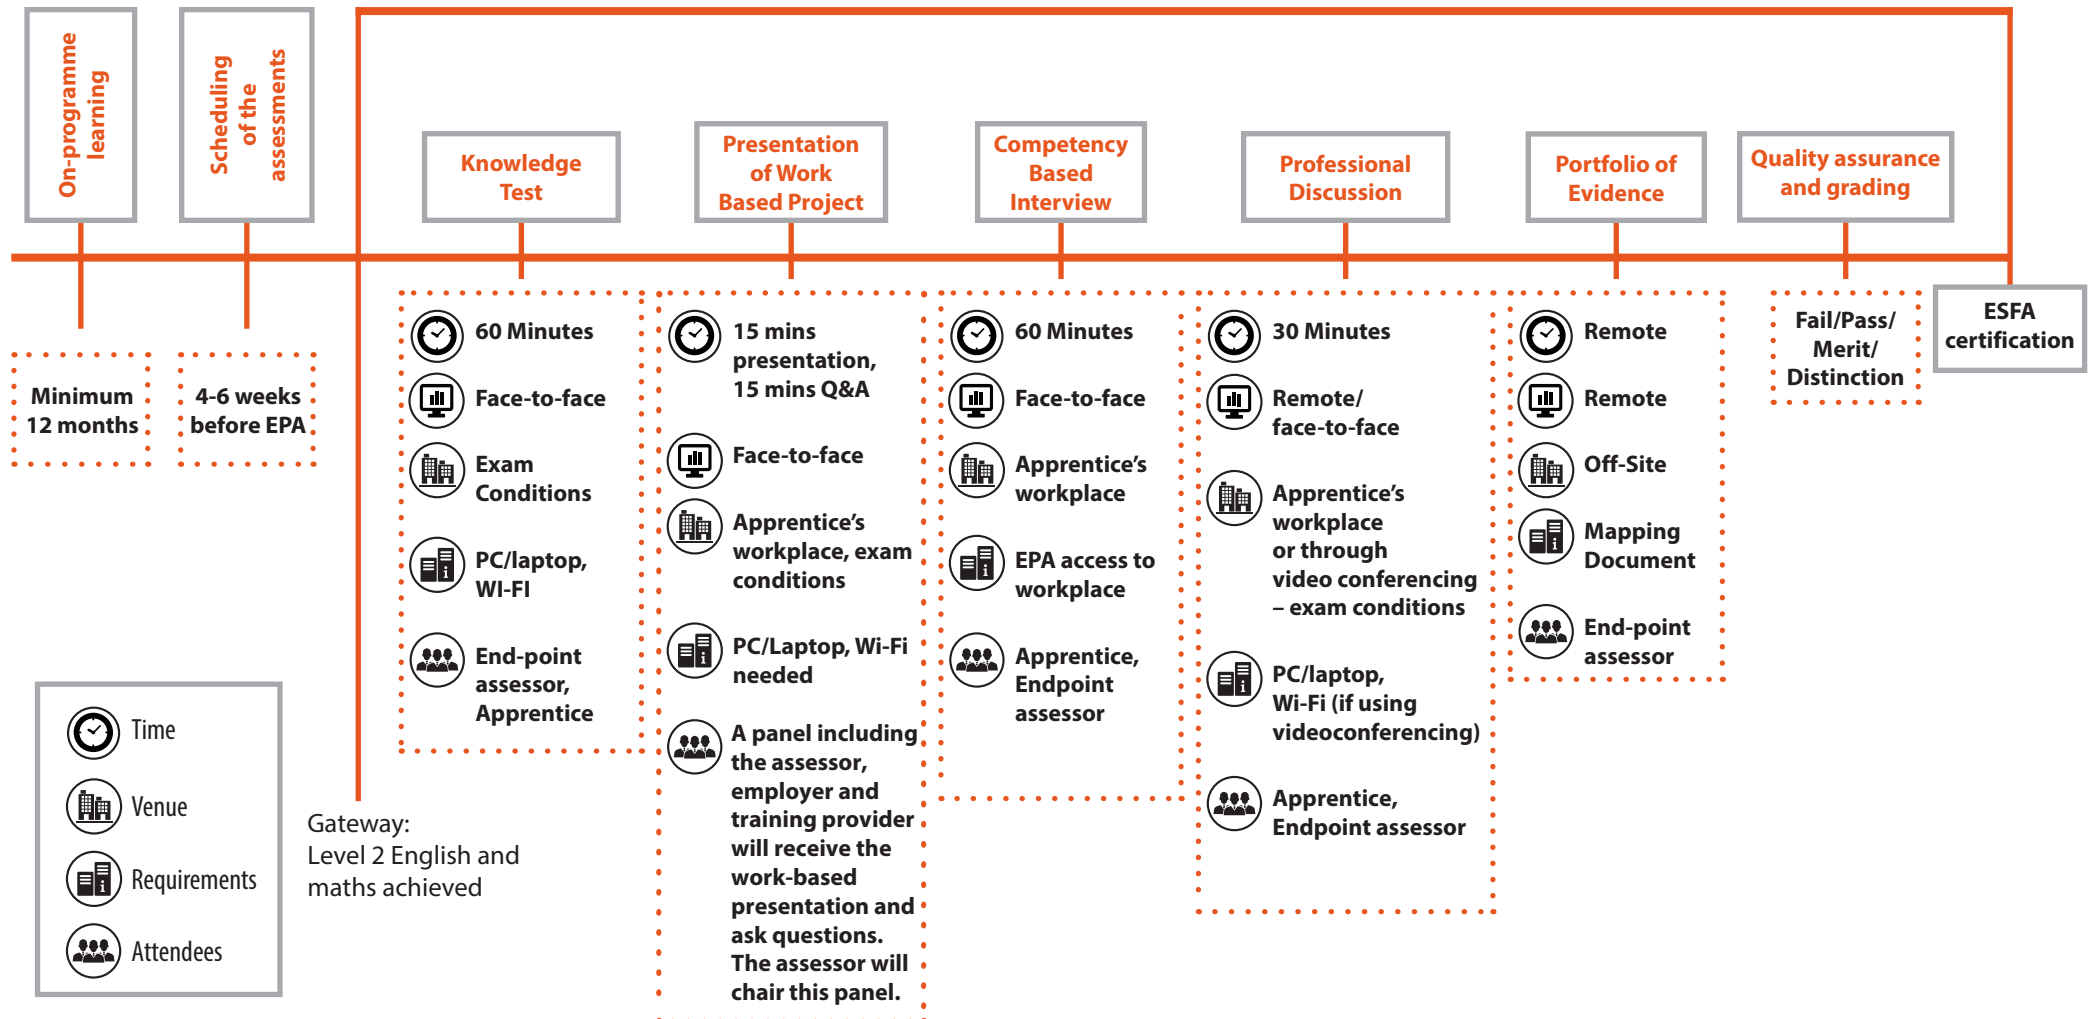 On-programme
learning
Scheduling
of the
assessments
Knowledge
Test
Presentation
of Work
Based Project
Competency
Based
Interview
Professional
Discussion
Portfolio of
Evidence
Quality assurance
and grading
Minimum
12 months
4-6 weeks
before EPA
60 Minutes
Face-to-face
Exam
Conditions
PC/laptop,
WI-FI
End-point
assessor,
Apprentice
15 mins
presentation,
15 mins Q&A
Face-to-face
Apprentice’s
workplace, exam
conditions
PC/Laptop, Wi-Fi
needed
A panel including
the assessor,
employer and
training provider
will receive the
work-based
presentation and
ask questions.
The assessor will
chair this panel.
60 Minutes
Face-to-face
Apprentice’s
workplace
EPA access to
workplace
Apprentice,
Endpoint
assessor
30 Minutes
Remote/
face-to-face
Apprentice’s
workplace
or through
video conferencing
– exam conditions
PC/laptop,
Wi-Fi (if using
videoconferencing)
Apprentice,
Endpoint assessor
Remote
Remote
Off-Site
Mapping
Document
End-point
assessor
Fail/Pass/
Merit/
Distinction
ESFA
certification
Time
Venue
Requirements
Attendees
Gateway:
Level 2 English and
maths achieved